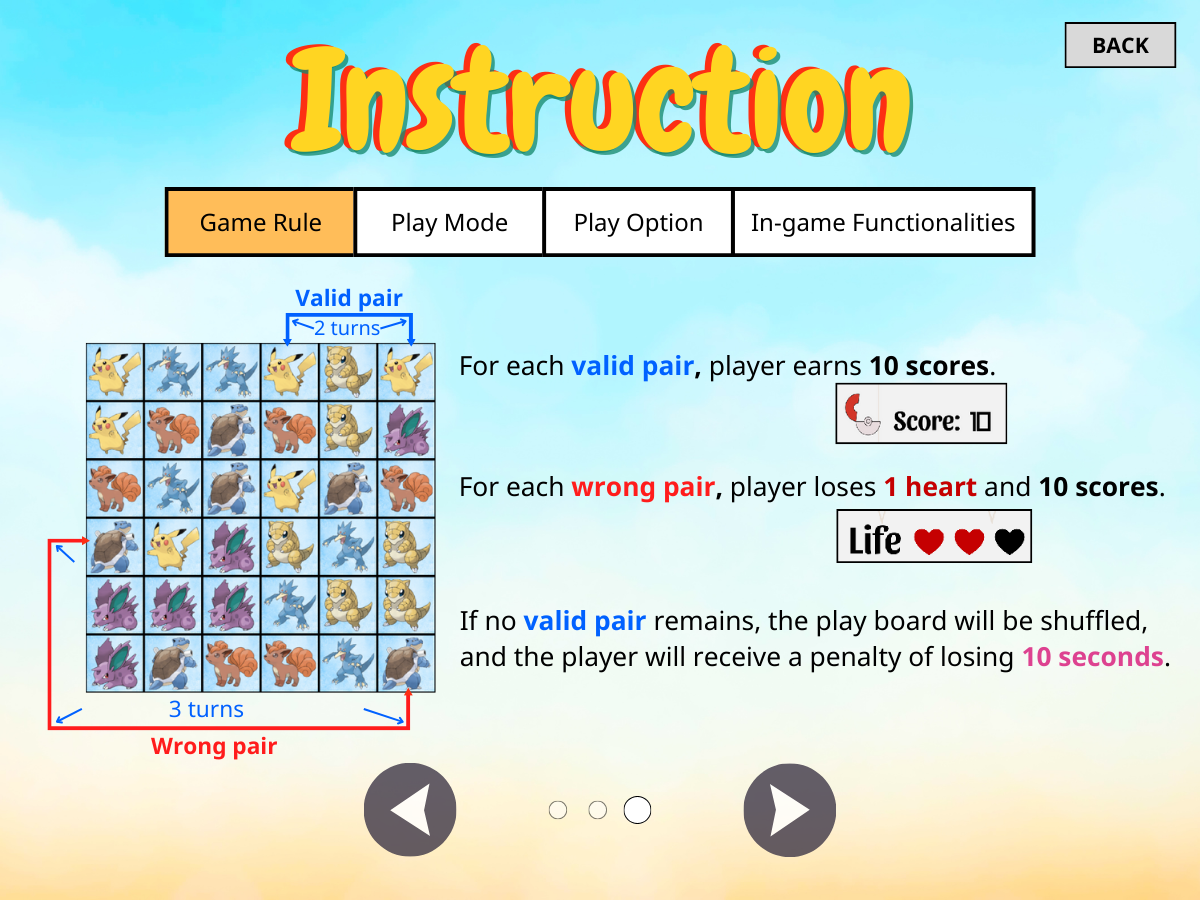 BACK
Instruction
Game Rule
Play Mode
Play Option
In-game Functionalities
Valid pair
2 turns
For each valid pair, player earns 10 scores.
Score: 10
For each wrong pair, player loses 1 heart and 10 scores.
Life
If no valid pair remains, the play board will be shuffled,
and the player will receive a penalty of losing 10 seconds.
3 turns
Wrong pair